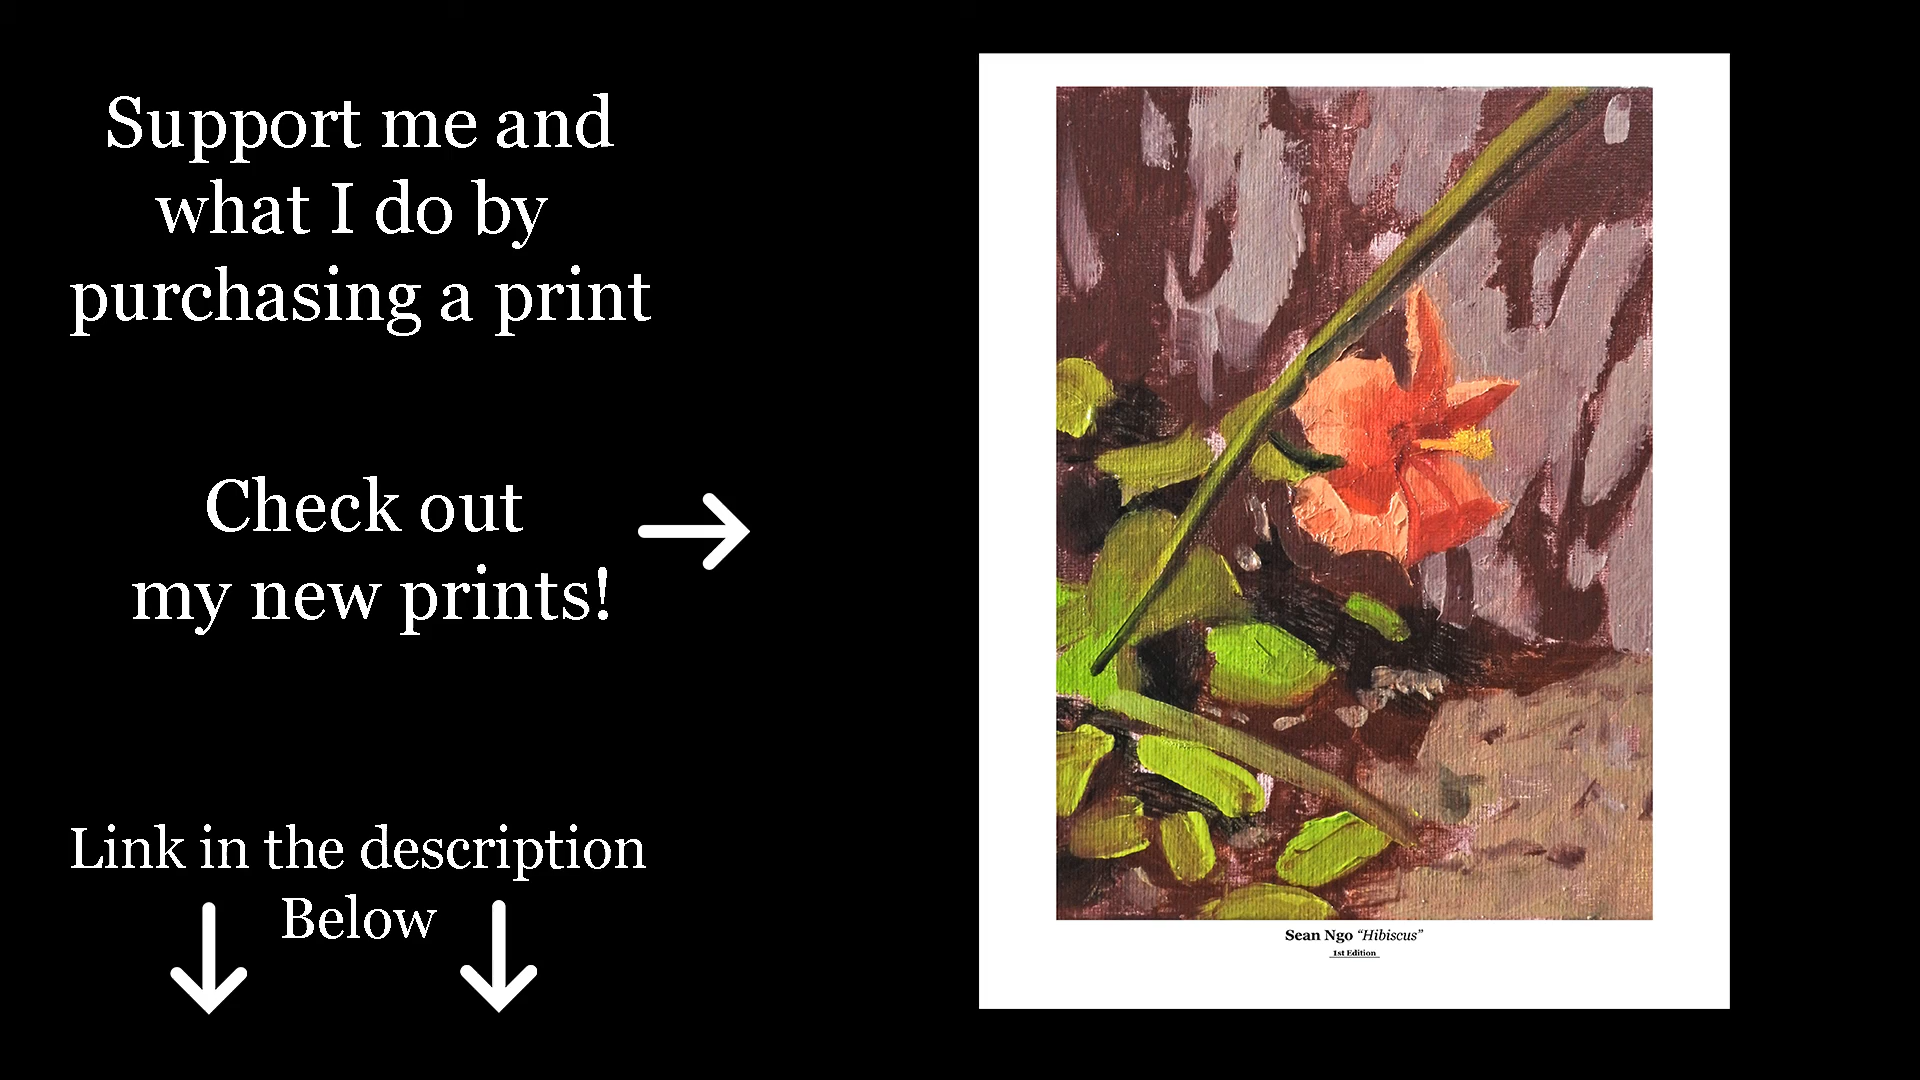 Support me and
what I do by
purchasing a print
Check out
my new prints!
Link in the description
Below
Sean Ngo “Hibiscus”
1st Edition